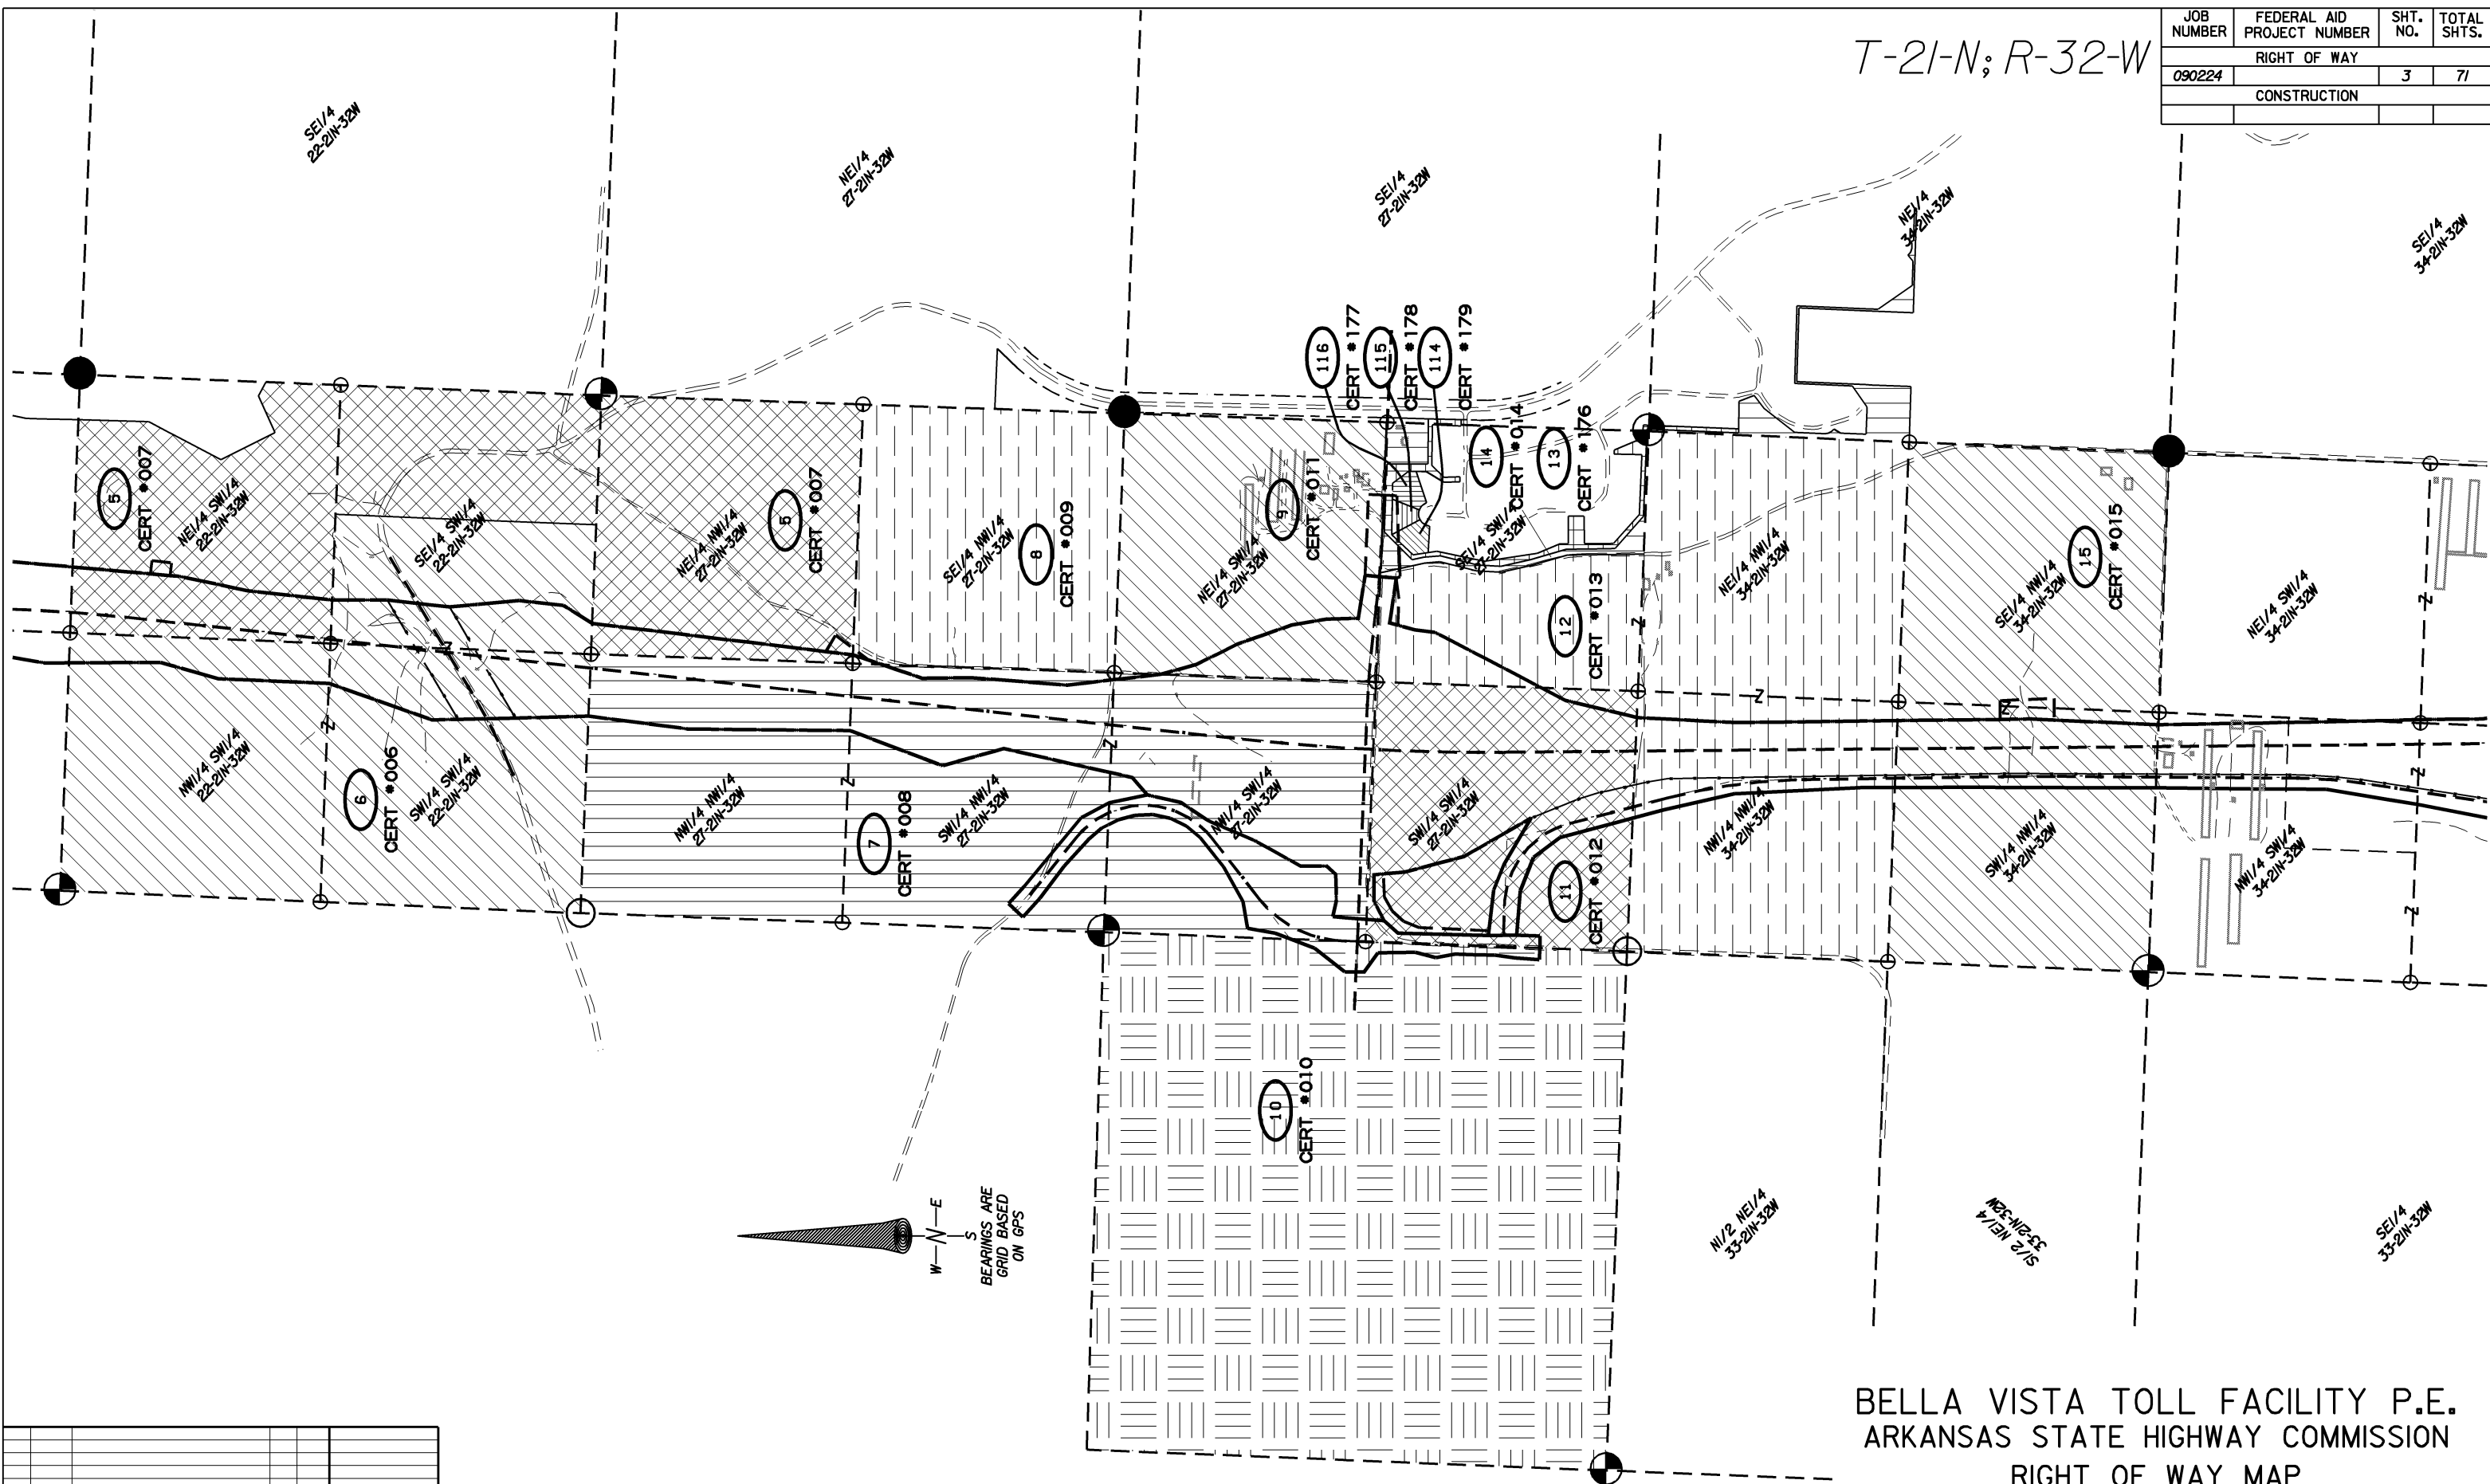 T-21-N; R-32-W
JOB NUMBER
FEDERAL AID PROJECT NUMBER
SHT. NO.
TOTAL SHTS.
RIGHT OF WAY
090224
3
71
CONSTRUCTION
SE1/4
22-21N-32W
NE1/4
27-21N-32W
SE1/4
27-21N-32W
NE1/4
34-21N-32W
SE1/4
34-21N-32W
116
CERT #177
115
CERT #178
114
CERT #179
5
CERT #007
NE1/4 SW1/4
22-21N-32W
SE1/4 SW1/4
22-21N-32W
NE1/4 NW1/4
27-21N-32W
5
CERT #007
SE1/4 NW1/4
27-21N-32W
8
CERT #009
NE1/4 SW1/4
27-21N-32W
9
CERT #011
14
CERT #014
13
CERT #176
SE1/4 SW1/4
27-21N-32W
12
CERT #013
NE1/4 NW1/4
34-21N-32W
SE1/4 NW1/4
34-21N-32W
15
CERT #015
NE1/4 SW1/4
34-21N-32W
NW1/4 SW1/4
22-21N-32W
6
CERT #006
SW1/4 SW1/4
22-21N-32W
NW1/4 NW1/4
27-21N-32W
7
CERT #008
SW1/4 NW1/4
27-21N-32W
NW1/4 SW1/4
27-21N-32W
SW1/4 SW1/4
27-21N-32W
11
CERT #012
NW1/4 NW1/4
34-21N-32W
SW1/4 NW1/4
34-21N-32W
NW1/4 SW1/4
34-21N-32W
10
CERT #010
N1/2 NE1/4
33-21N-32W
S1/2 NE1/4
33-21N-32W
SE1/4
33-21N-32W
W N E
S
BEARINGS ARE
GRID BASED
ON GPS
BELLA VISTA TOLL FACILITY P.E.
ARKANSAS STATE HIGHWAY COMMISSION
RIGHT OF WAY MAP